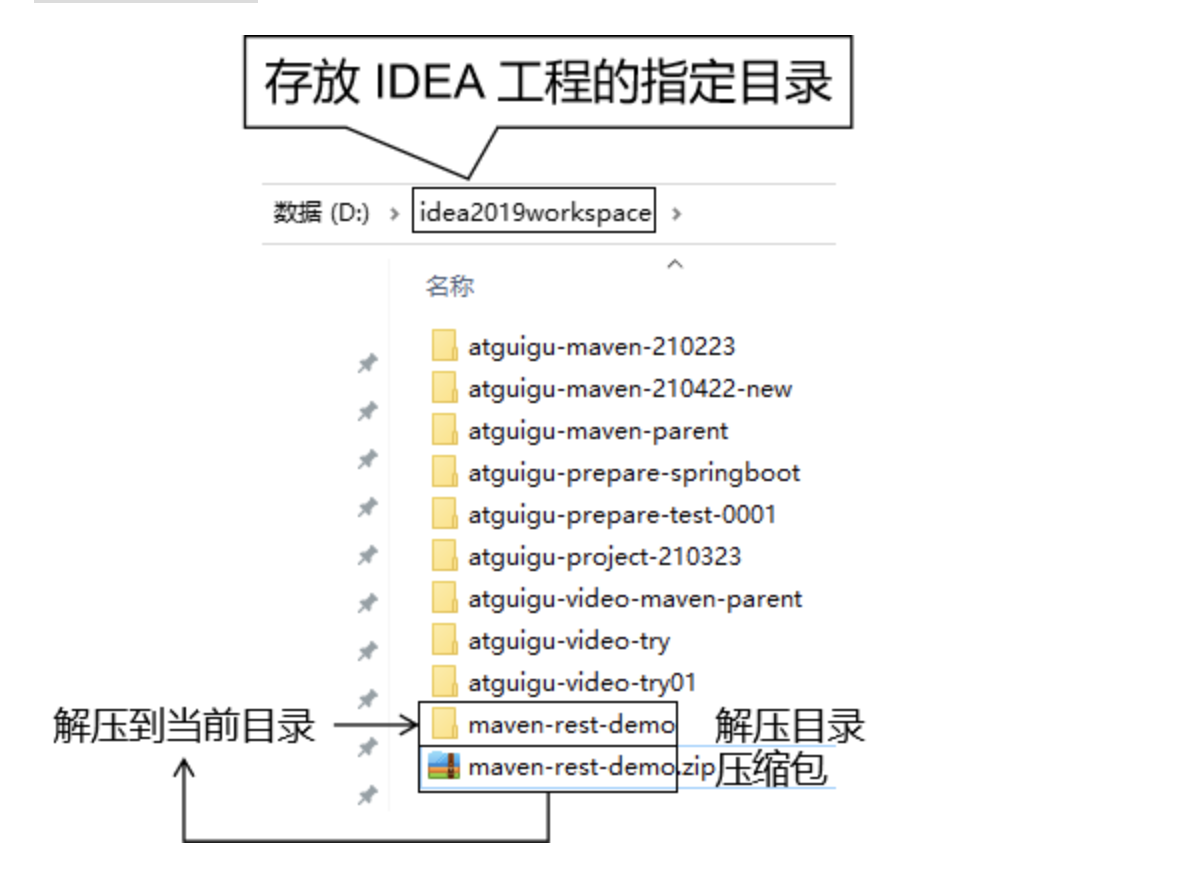 存放 IDEA 工程的指定目录
数据 (D:) › idea2019workspace ›
名称
atguigu-maven-210223
atguigu-maven-210422-new
atguigu-maven-parent
atguigu-prepare-springboot
atguigu-prepare-test-0001
atguigu-project-210323
atguigu-video-maven-parent
atguigu-video-try
atguigu-video-try01
解压到当前目录 maven-rest-demo 解压目录
maven-rest-demo.zip 压缩包